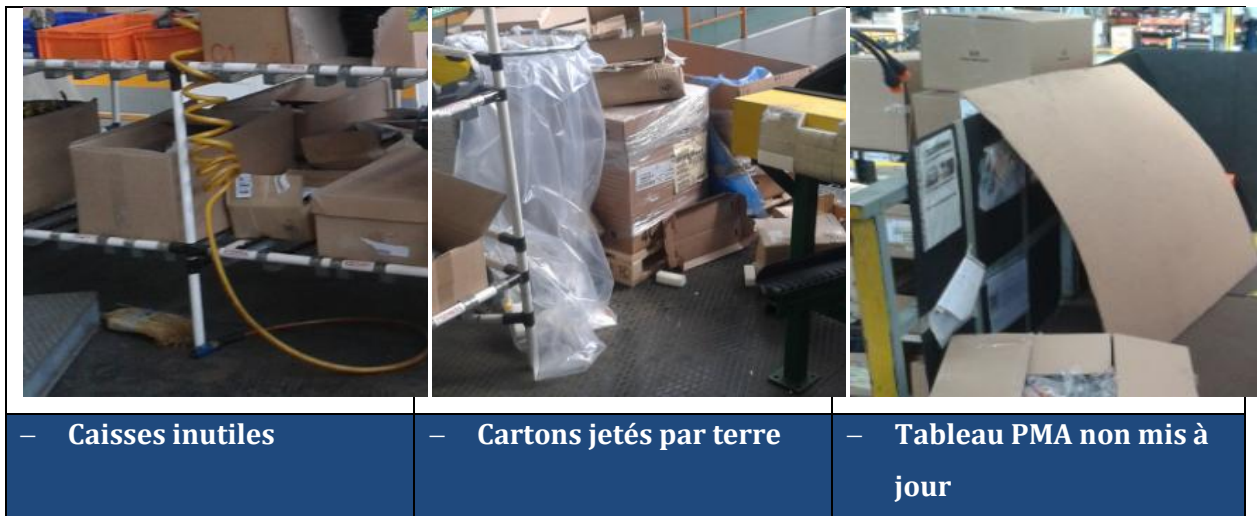 – Caisses inutiles
– Cartons jetés par terre
– Tableau PMA non mis à
jour